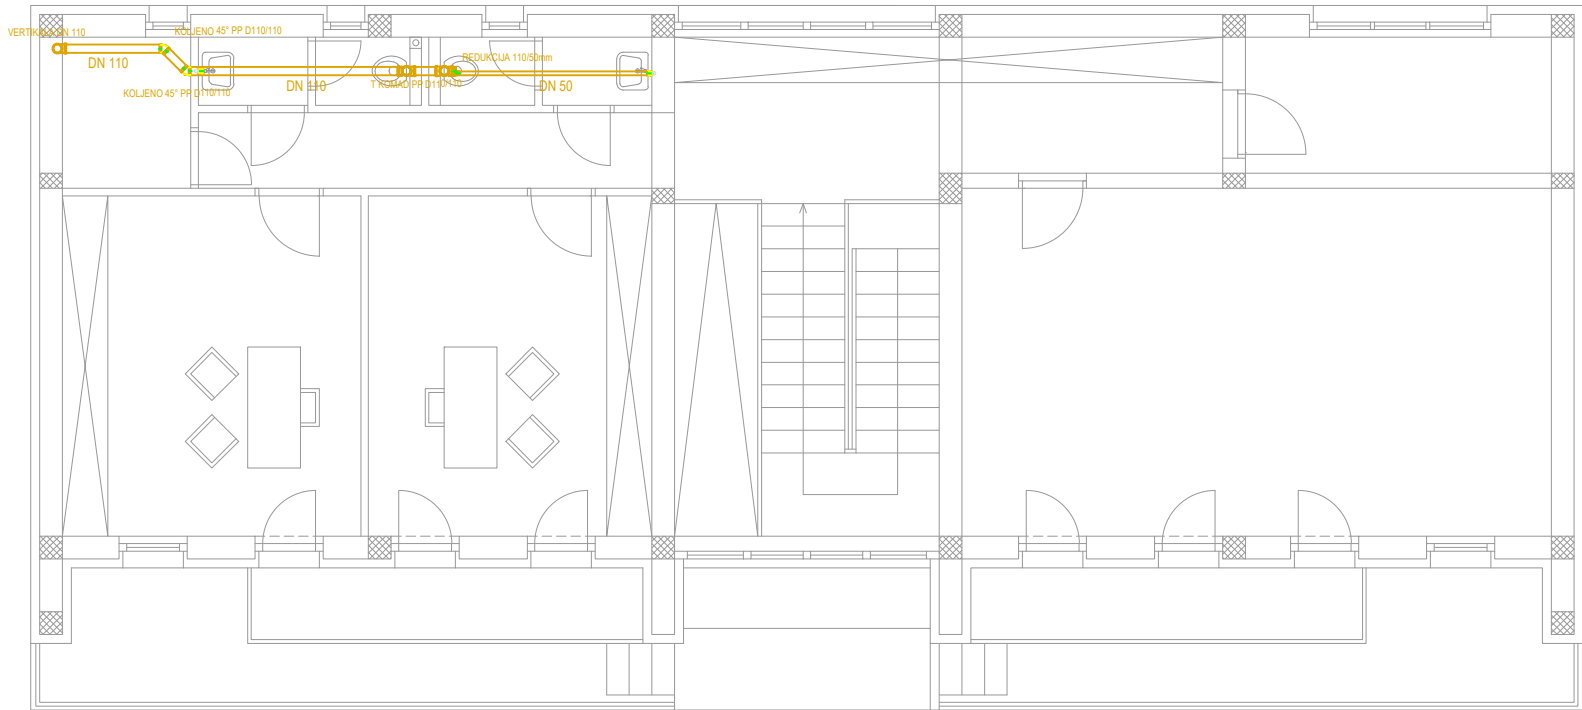 VERTIKALA DN 110
KOLJENO 45° PP D110/110
DN 110
REDUKCIJA 110/50mm
KOLJENO 45° PP D110/110
DN 110
T KOMAD PP D110/110
DN 50